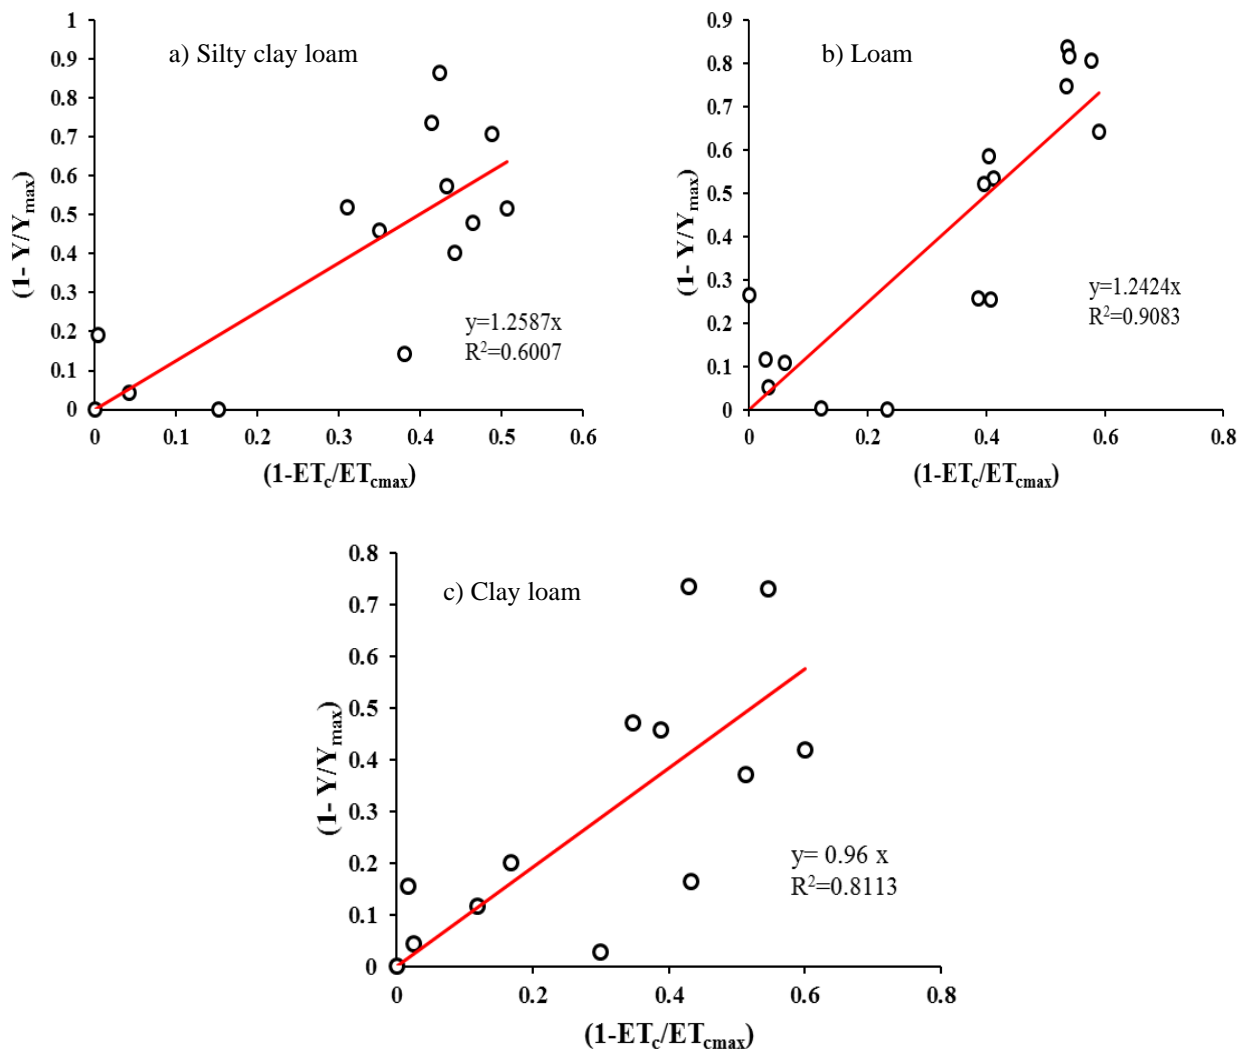 a) Silty clay loam
(1- Y/Ymax)
1
0.9
0.8
0.7
0.6
0.5
0.4
0.3
0.2
0.1
0
y=1.2587x
R²=0.6007
0 0.1 0.2 0.3 0.4 0.5 0.6
(1-ETc/ETcmax)
b) Loam
(1- Y/Ymax)
0.9
0.8
0.7
0.6
0.5
0.4
0.3
0.2
0.1
0
y=1.2424x
R²=0.9083
0 0.2 0.4 0.6 0.8
(1-ETc/ETcmax)
c) Clay loam
(1- Y/Ymax)
0.8
0.7
0.6
0.5
0.4
0.3
0.2
0.1
0
y= 0.96 x
R²=0.8113
0 0.2 0.4 0.6 0.8
(1-ETc/ETcmax)